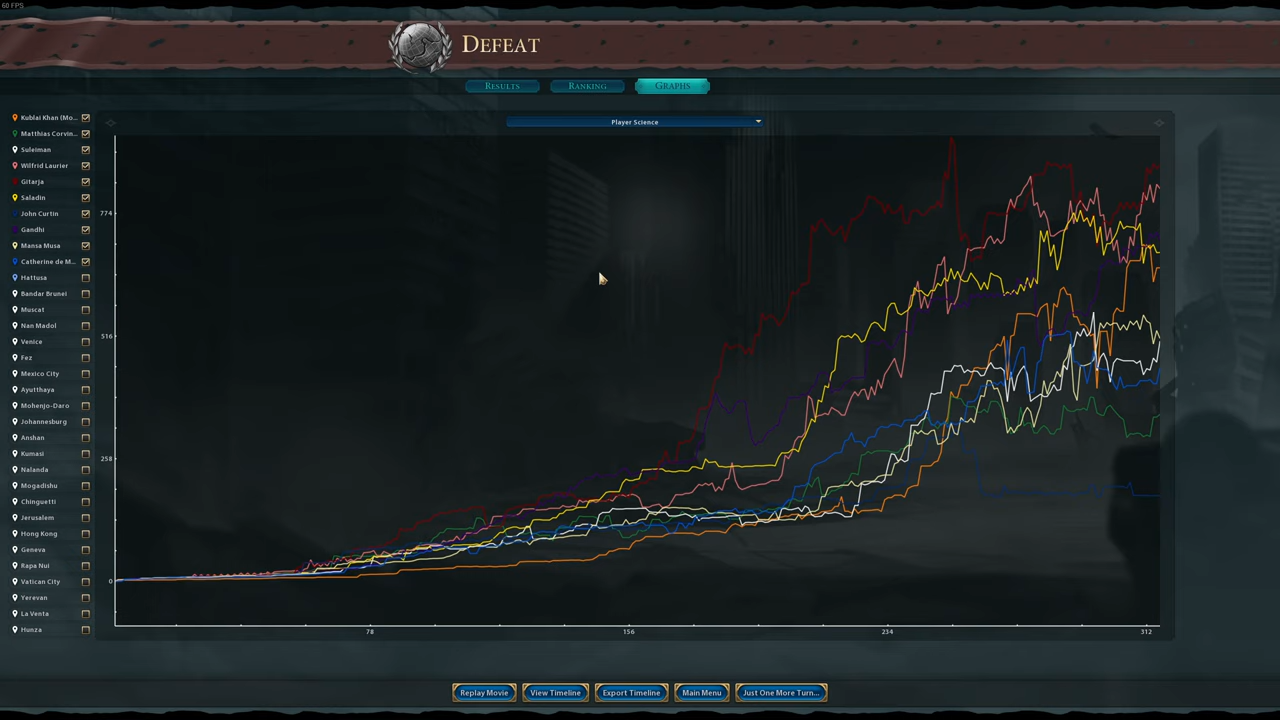 60 FPS
DEFEAT
RESULTS
RANKING
GRAPHS
Player Science
Kublai Khan (Mo...
Matthias Corvin...
Suleiman
Wilfrid Laurier
Gitarja
Saladin
John Curtin
Gandhi
Mansa Musa
Catherine de M...
Hattusa
Bandar Brunei
Muscat
Nan Madol
Venice
Fez
Mexico City
Ayutthaya
Mohenjo-Daro
Johannesburg
Anshan
Kumasi
Nalanda
Mogadishu
Chinguetti
Jerusalem
Hong Kong
Geneva
Rapa Nui
Vatican City
Yerevan
La Venta
Hunza
774
516
258
0
78
156
234
312
Replay Movie
View Timeline
Export Timeline
Main Menu
Just One More Turn...